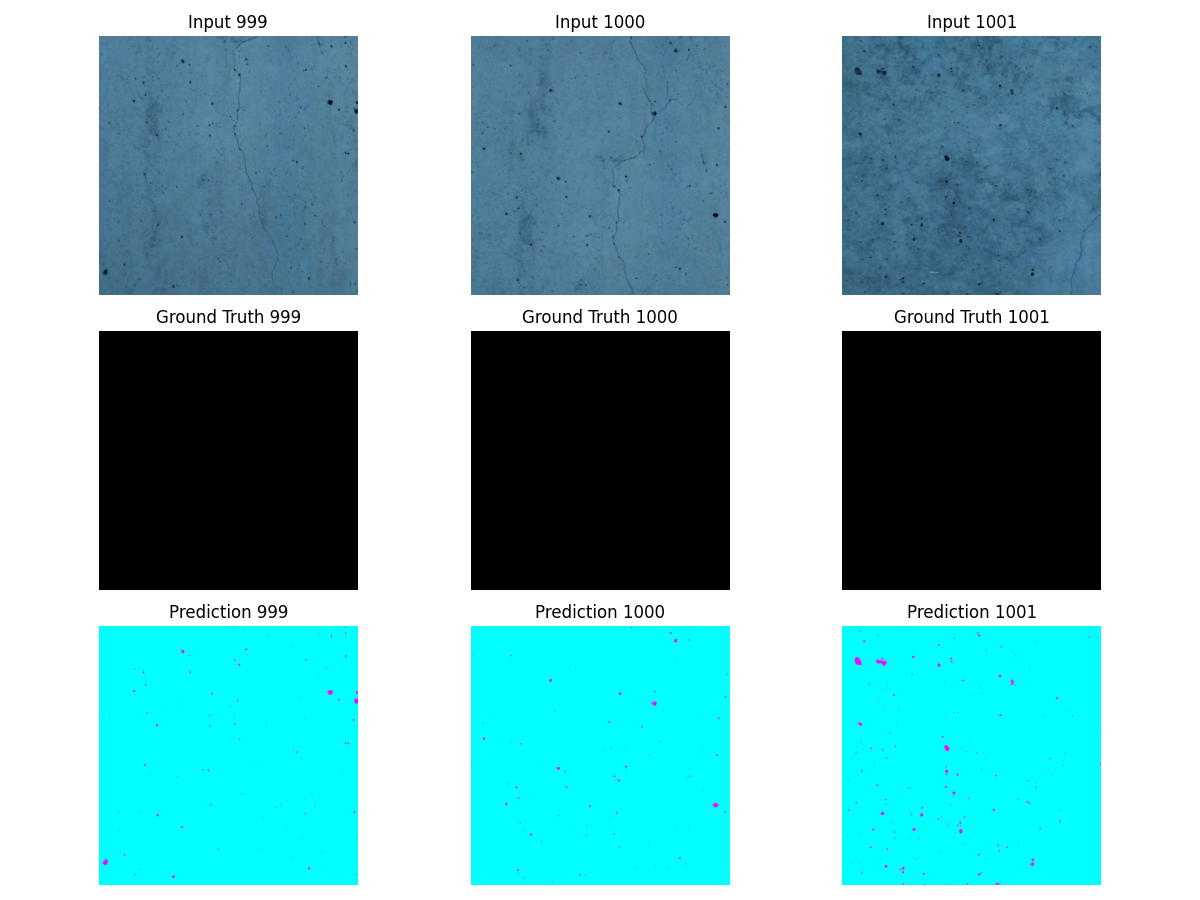 Input 999
Input 1000
Input 1001
Ground Truth 999
Ground Truth 1000
Ground Truth 1001
Prediction 999
Prediction 1000
Prediction 1001